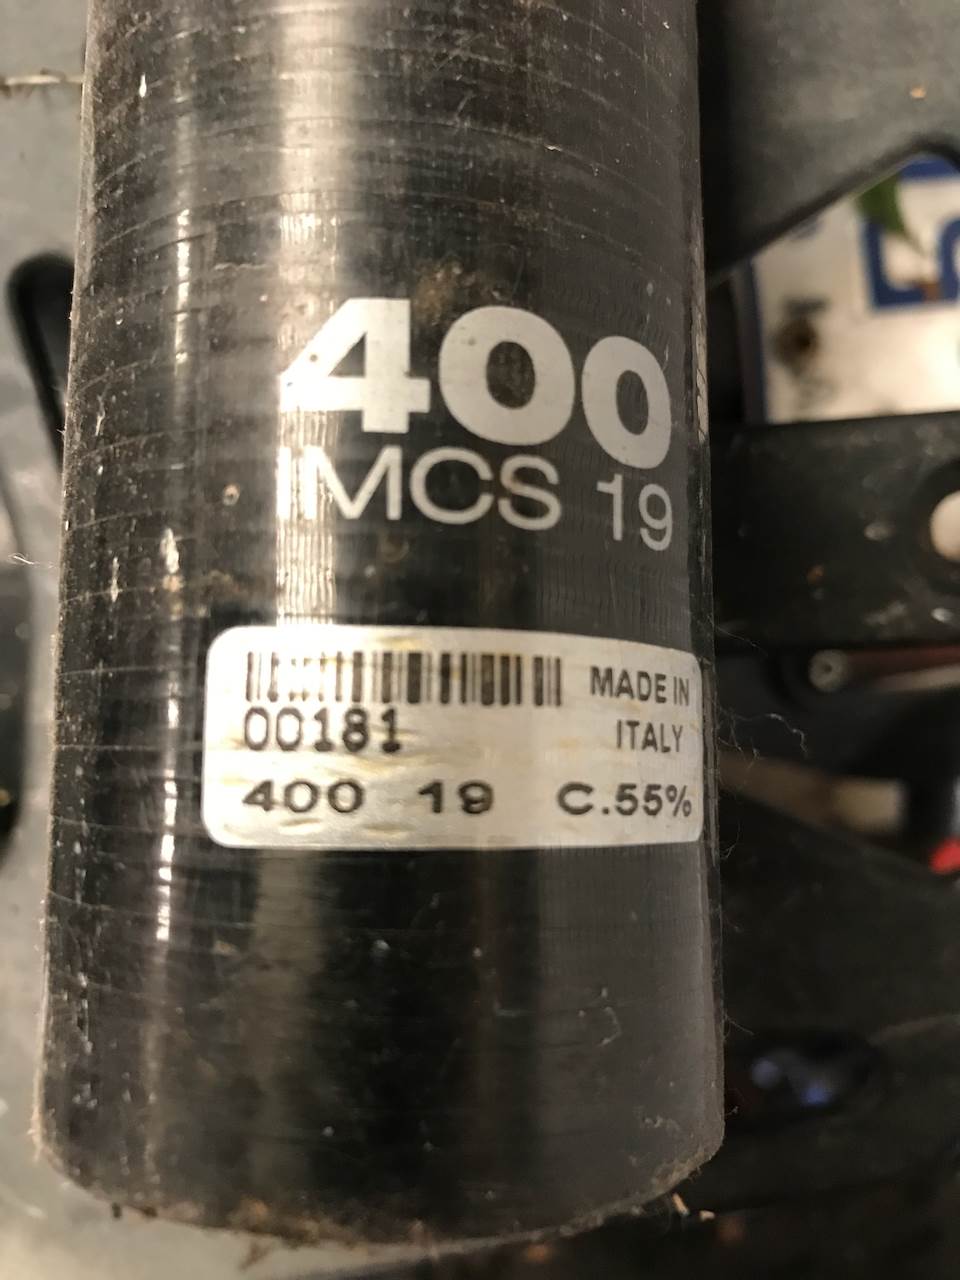 400
IMCS 19
00181
MADE IN
ITALY
400 19 C.55%